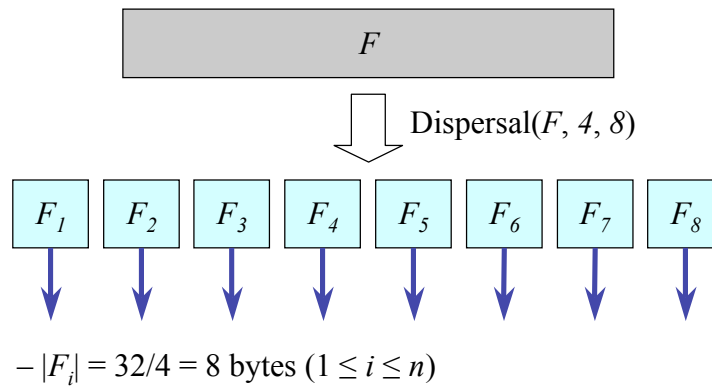 F
Dispersal(F, 4, 8)
F₁ F₂ F₃ F₄ F₅ F₆ F₇ F₈
– |Fᵢ| = 32/4 = 8 bytes (1 ≤ i ≤ n)